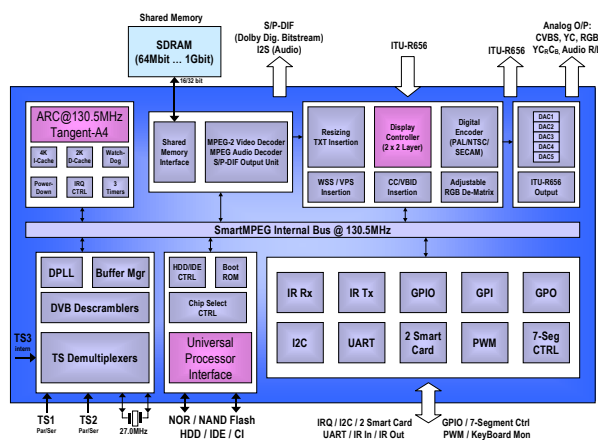 Shared Memory
SDRAM
(64Mbit ... 1Gbit)
16/32 bit
S/P-DIF
(Dolby Dig. Bitstream)
I2S (Audio)
ITU-R656
ITU-R656
Analog O/P:
CVBS, YC, RGB
YCRCB, Audio R/L
ARC@130.5MHz
Tangent-A4
4K
I-Cache
2K
D-Cache
Watch-
Dog
Power-
Down
IRQ
CTRL
3
Timers
Shared
Memory
Interface
MPEG-2 Video Decoder
MPEG Audio Decoder
S/P-DIF Output Unit
Resizing
TXT Insertion
Display
Controller
(2 x 2 Layer)
Digital
Encoder
(PAL/NTSC/
SECAM)
WSS / VPS
Insertion
CC/VBID
Insertion
Adjustable
RGB De-Matrix
DAC1
DAC2
DAC3
DAC4
DAC5
ITU-R656
Output
SmartMPEG Internal Bus @ 130.5MHz
DPLL
Buffer Mgr
DVB Descramblers
TS Demultiplexers
HDD/IDE
CTRL
Boot
ROM
Chip Select
CTRL
Universal
Processor
Interface
IR Rx
IR Tx
GPIO
GPI
GPO
I2C
UART
2 Smart
Card
PWM
7-Seg
CTRL
TS3
intern
TS1
Par/Ser
TS2
Par/Ser
27.0MHz
NOR / NAND Flash
HDD / IDE / CI
IRQ / I2C / 2 Smart Card
UART / IR In / IR Out
GPIO / 7-Segment Ctrl
PWM / KeyBoard Mon